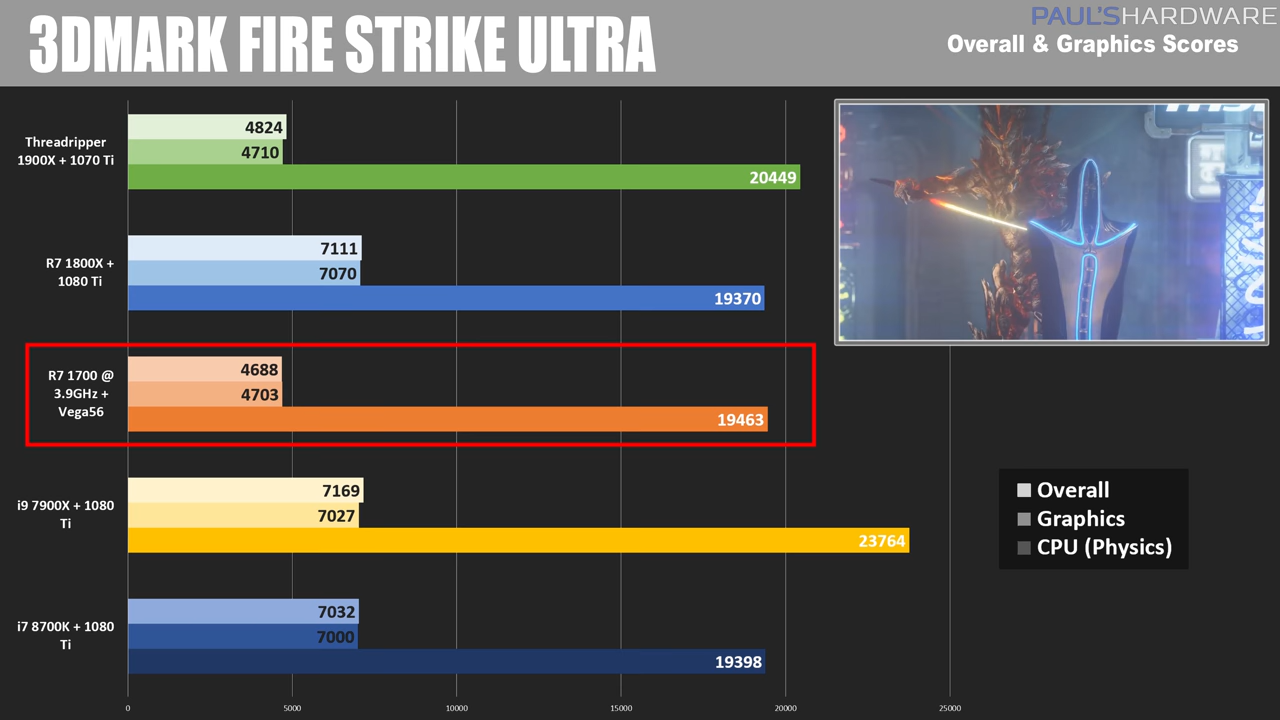 3DMARK FIRE STRIKE ULTRA
PAUL'SHARDWARE
Overall & Graphics Scores
Threadripper
1900X + 1070 Ti
4824
4710
20449
R7 1800X +
1080 Ti
7111
7070
19370
R7 1700 @
3.9GHz +
Vega56
4688
4703
19463
i9 7900X + 1080
Ti
7169
7027
23764
i7 8700K + 1080
Ti
7032
7000
19398
Overall
Graphics
CPU (Physics)
0
5000
10000
15000
20000
25000